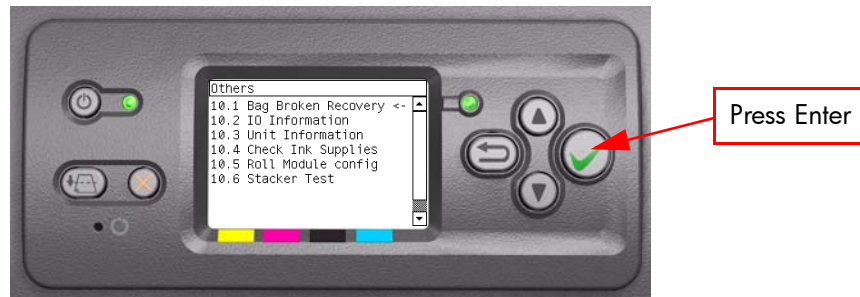 Others
10.1 Bag Broken Recovery <-
10.2 IO Information
10.3 Unit Information
10.4 Check Ink Supplies
10.5 Roll Module config
10.6 Stacker Test
Press Enter